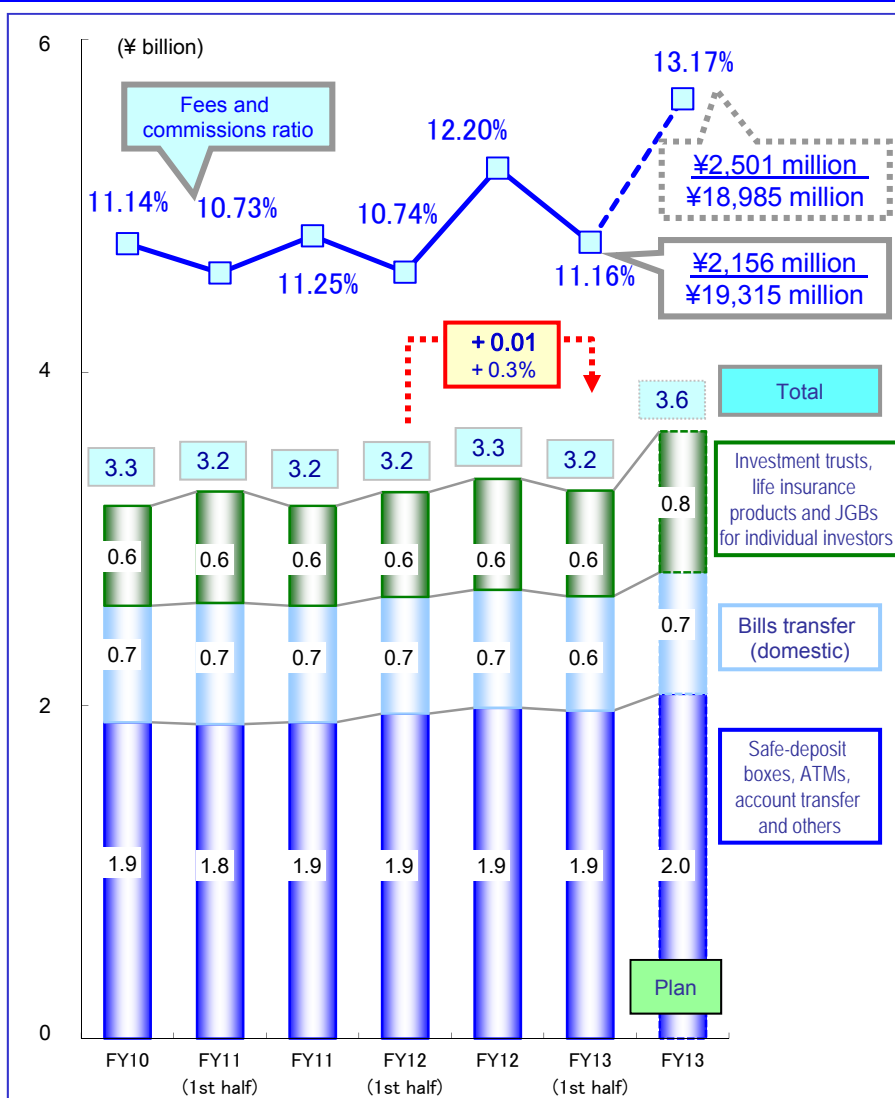 6
(¥ billion)
13.17%
Fees and
commissions ratio
12.20%
¥2,501 million
¥18,985 million
11.14%
10.73%
10.74%
11.25%
11.16%
¥2,156 million
¥19,315 million
+ 0.01
+ 0.3%
4
3.3
3.2
3.2
3.2
3.3
3.2
3.6
Total
Investment trusts,
life insurance
products and JGBs
for individual investors
0.6
0.6
0.6
0.6
0.6
0.6
0.8
0.7
0.7
0.7
0.7
0.7
0.6
0.7
Bills transfer
(domestic)
2
Safe-deposit
boxes, ATMs,
account transfer
and others
1.9
1.8
1.9
1.9
1.9
1.9
2.0
Plan
0
FY10
FY11
(1st half)
FY11
FY12
(1st half)
FY12
FY13
(1st half)
FY13